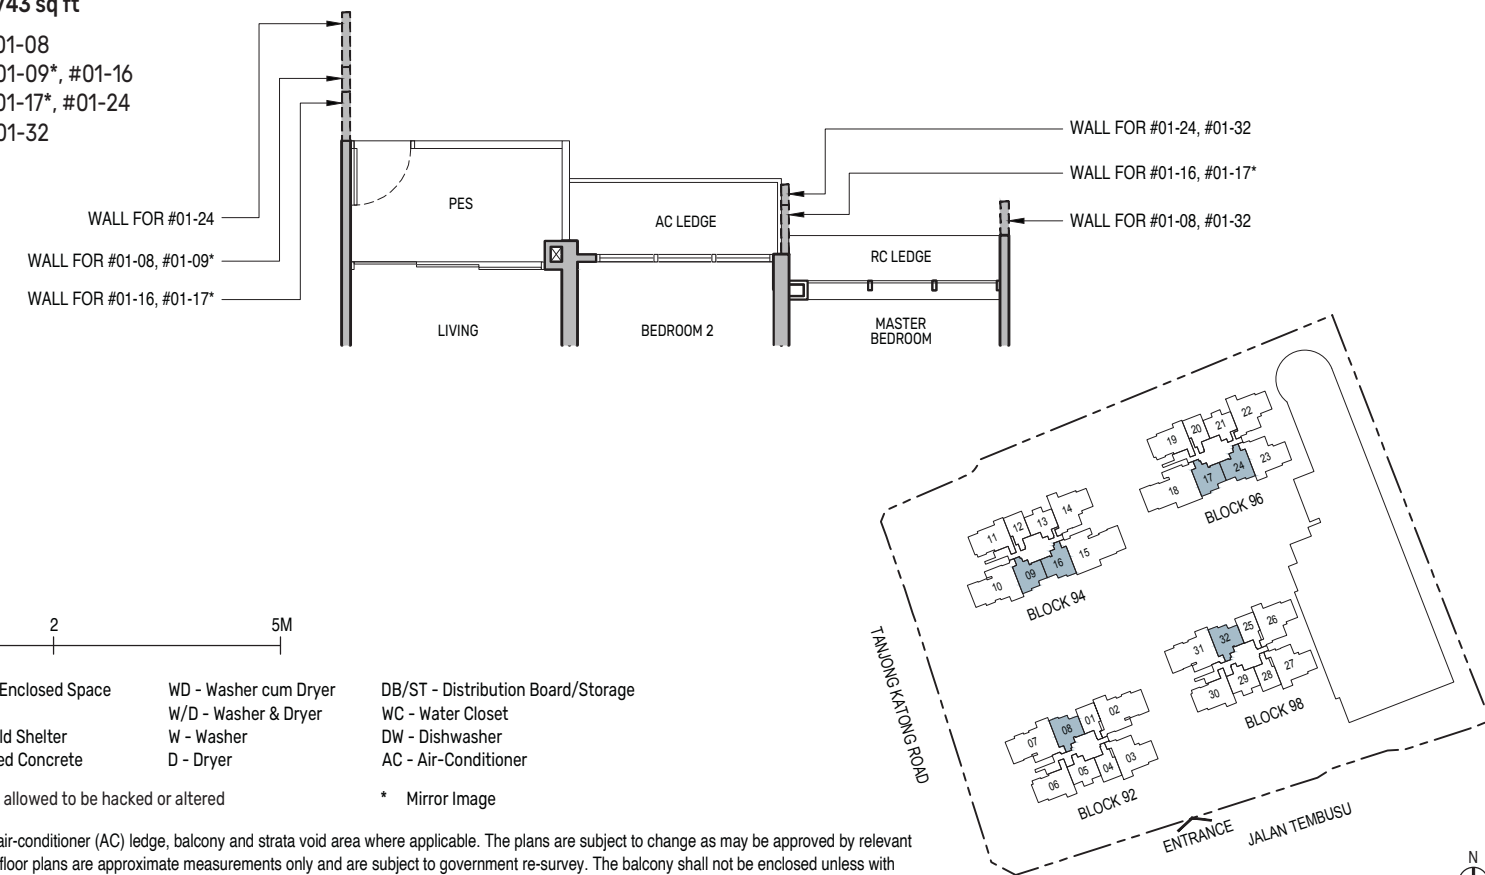 743 sq ft
01-08
01-09*, #01-16
01-17*, #01-24
01-32
WALL FOR #01-24
WALL FOR #01-08, #01-09*
WALL FOR #01-16, #01-17*
PES
AC LEDGE
RC LEDGE
LIVING
BEDROOM 2
MASTER
BEDROOM
WALL FOR #01-24, #01-32
WALL FOR #01-16, #01-17*
WALL FOR #01-08, #01-32
19
20
21
22
18
17
24
23
BLOCK 96
11
12
13
14
10
09
16
15
BLOCK 94
31
32
25
26
30
29
28
27
BLOCK 98
07
08
01
02
06
05
04
03
BLOCK 92
TANJONG KATONG ROAD
ENTRANCE
JALAN TEMBUSU
N
2
5M
Enclosed Space
ld Shelter
ed Concrete
WD - Washer cum Dryer
W/D - Washer & Dryer
W - Washer
D - Dryer
DB/ST - Distribution Board/Storage
WC - Water Closet
DW - Dishwasher
AC - Air-Conditioner
allowed to be hacked or altered
* Mirror Image
air-conditioner (AC) ledge, balcony and strata void area where applicable. The plans are subject to change as may be approved by relevant
floor plans are approximate measurements only and are subject to government re-survey. The balcony shall not be enclosed unless with